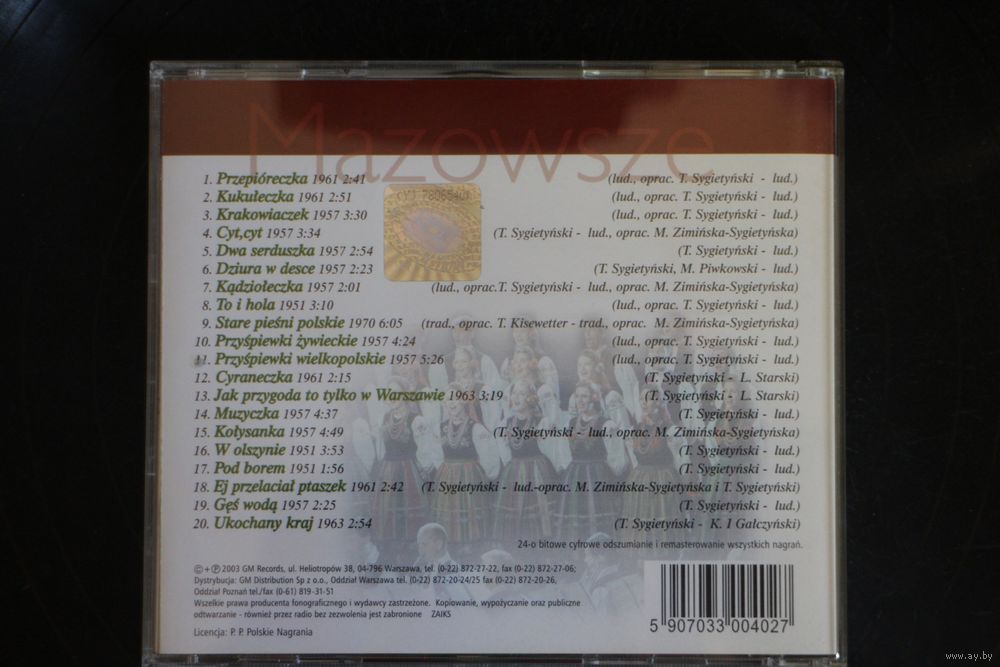 Mazowsze
1. Przepióreczka 1961 2:41 (lud., oprac. T. Sygietyński - lud.)
2. Kukułeczka 1961 2:51 (lud., oprac. T. Sygietyński - lud.)
3. Krakowiaczek 1957 3:30 (lud., oprac. T. Sygietyński - lud.)
4. Cyt,cyt 1957 3:34 (T. Sygietyński - lud., oprac. M. Zimińska-Sygietyńska)
5. Dwa serduszka 1957 2:54 (T. Sygietyński - lud.)
6. Dziura w desce 1957 2:23 (T. Sygietyński, M. Piwkowski - lud.)
7. Kądziołeczka 1957 2:01 (lud., oprac.T. Sygietyński - lud., oprac. M. Zimińska-Sygietyńska)
8. To i hola 1951 3:10 (lud., oprac. T. Sygietyński - lud.)
9. Stare pieśni polskie 1970 6:05 (trad., oprac. T. Kisewetter - trad., oprac. M. Zimińska-Sygietyńska)
10. Przyśpiewki żywieckie 1957 4:24 (lud., oprac. T. Sygietyński - lud.)
11. Przyśpiewki wielkopolskie 1957 5:26 (lud., oprac. T. Sygietyński - lud.)
12. Cyraneczka 1961 2:15 (T. Sygietyński - L. Starski)
13. Jak przygoda to tylko w Warszawie 1963 3:19 (T. Sygietyński - L. Starski)
14. Muzyczka 1957 4:37 (T. Sygietyński - lud.)
15. Kołysanka 1957 4:49 (T. Sygietyński - lud., oprac. M. Zimińska-Sygietyńska)
16. W olszynie 1951 3:53 (T. Sygietyński - lud.)
17. Pod borem 1951 1:56 (T. Sygietyński - lud.)
18. Ej przelaciał ptaszek 1961 2:42 (T. Sygietyński - lud.-oprac. M. Zimińska-Sygietyńska i T. Sygietyński)
19. Gęś wodą 1957 2:25 (T. Sygietyński - lud.)
20. Ukochany kraj 1963 2:54 (T. Sygietyński - K. I Gałczyński)
24-o bitowe cyfrowe odszumianie i remasterowanie wszystkich nagrań.
©+℗ 2003 GM Records, ul. Heliotropów 38, 04-796 Warszawa, tel. (0-22) 872-27-22, fax (0-22) 872-27-06;
Dystrybucja: GM Distribution Sp z o.o., Oddział Warszawa tel. (0-22) 872-20-24/25 fax (0-22) 872-20-26,
Oddział Poznań tel./fax (0-61) 819-31-51
Wszelkie prawa producenta fonograficznego i wydawcy zastrzeżone. Kopiowanie, wypożyczanie oraz publiczne
odtwarzanie - również przez radio bez zezwolenia jest zabronione ZAIKS
Licencja: P. P. Polskie Nagrania
5 907033 004027
www.ay.by